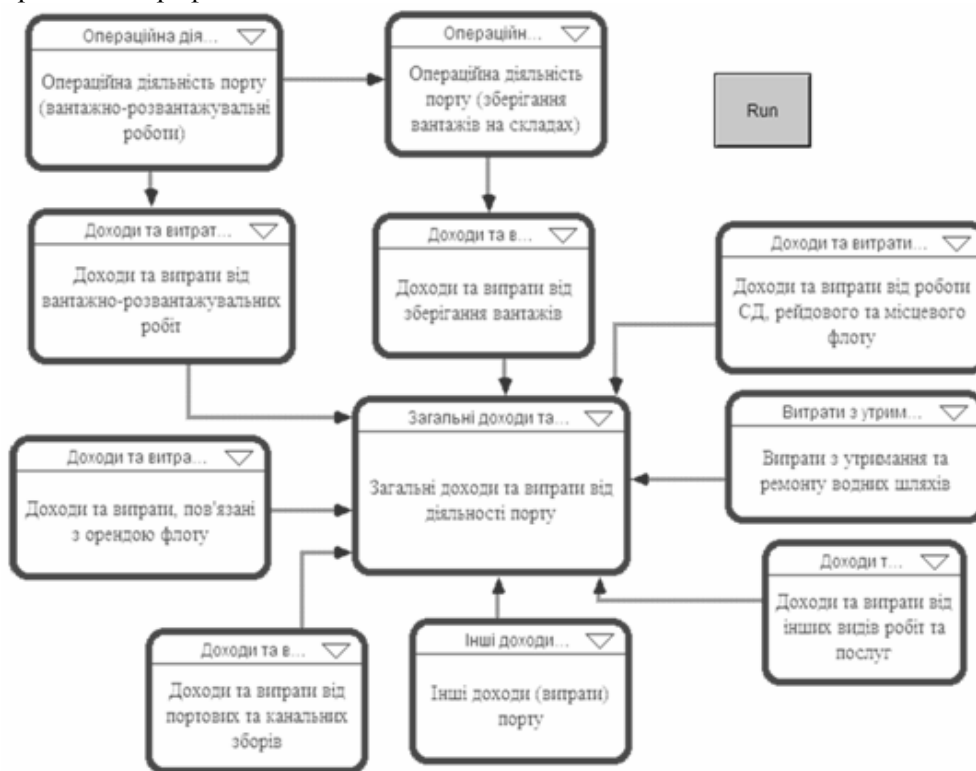 Операційна дія...
Операційна діяльність порту
(вантажно-розвантажувальні
роботи)
Операційн...
Операційна діяльність
порту (зберігання
вантажів на складах)
Run
Доходи та витрат...
Доходи та витрати від
вантажно-розвантажувальних
робіт
Доходи та в...
Доходи та витрати від
зберігання вантажів
Доходи та витрати...
Доходи та витрати від роботи
СД, рейдового та місцевого
флоту
Загальні доходи та...
Загальні доходи та витрати від
діяльності порту
Витрати з утрим...
Витрати з утримання та
ремонту водних шляхів
Доходи та витра...
Доходи та витрати, пов'язані
з орендою флоту
Доходи т...
Доходи та витрати від
інших видів робіт та
послуг
Доходи та в...
Доходи та витрати від
портових та канальних
зборів
Інші доходи...
Інші доходи (витрати)
порту